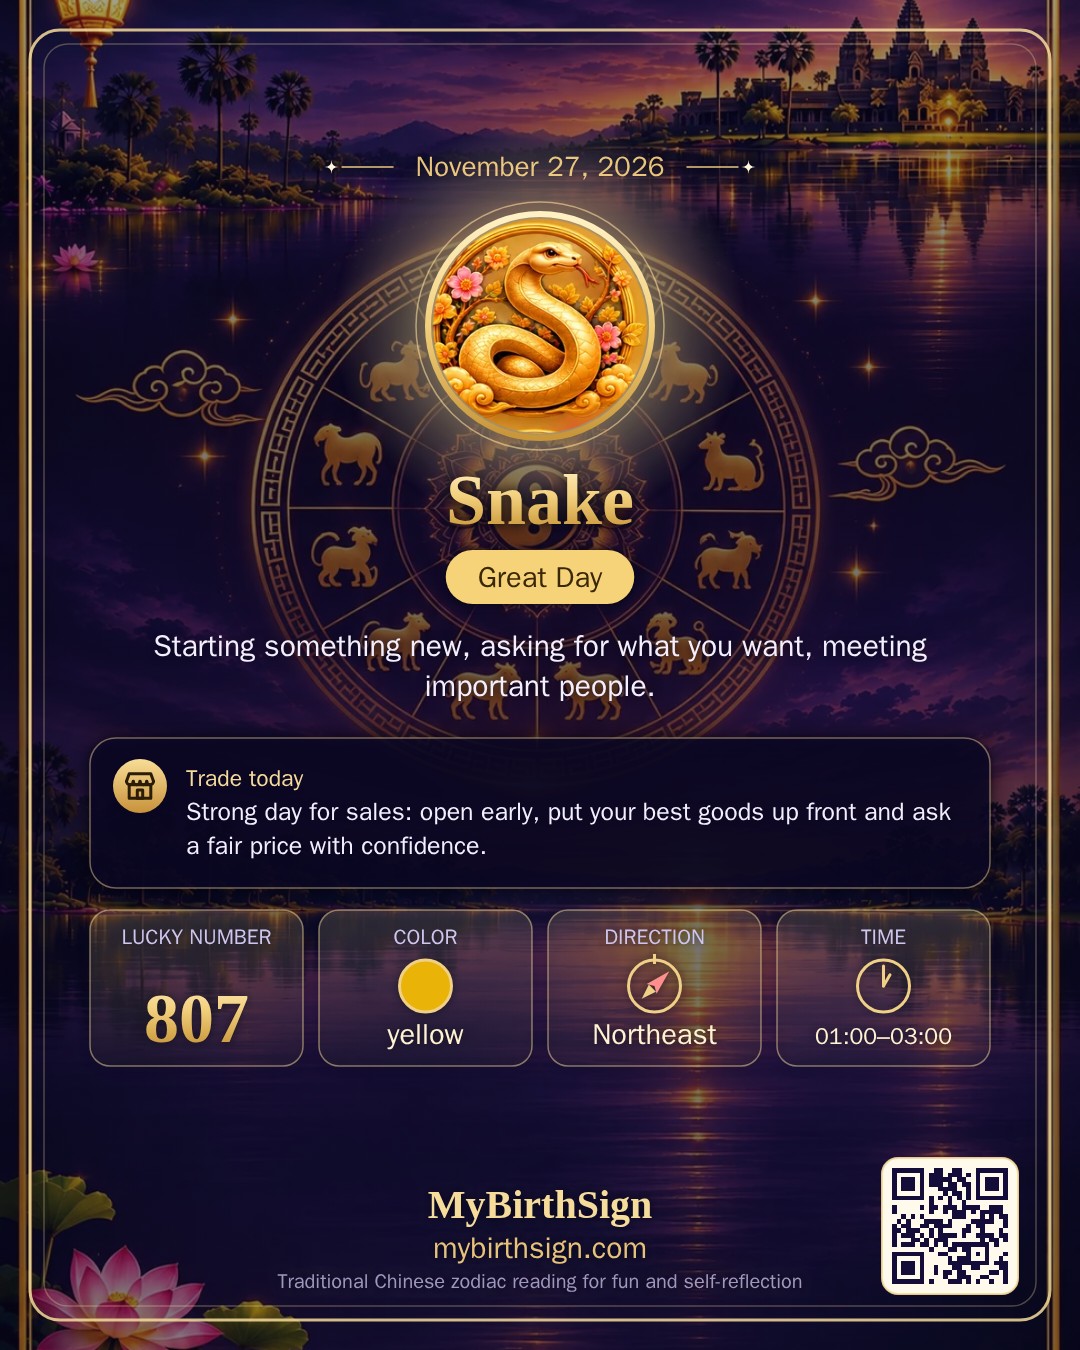 November 27, 2026
Snake
Great Day
Starting something new, asking for what you want, meeting
important people.
Trade today
Strong day for sales: open early, put your best goods up front and ask
a fair price with confidence.
LUCKY NUMBER
807
COLOR
yellow
DIRECTION
Northeast
TIME
01:00–03:00
MyBirthSign
mybirthsign.com
Traditional Chinese zodiac reading for fun and self-reflection